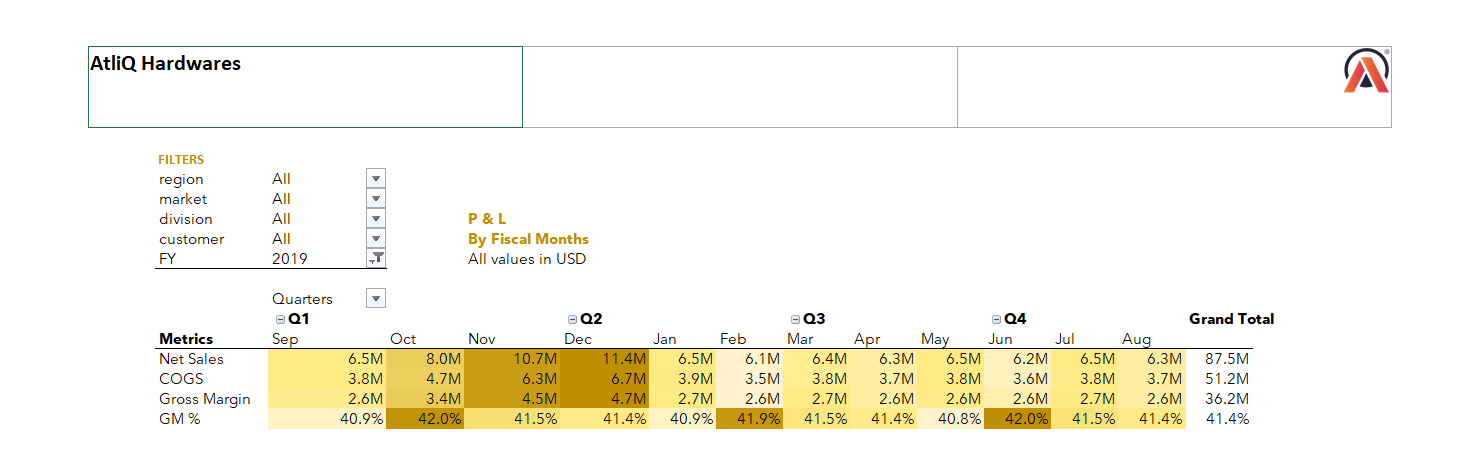 AtliQ Hardwares
FILTERS
region All
market All
division All P & L
customer All By Fiscal Months
FY 2019 All values in USD
Quarters
Q1 Q2 Q3 Q4 Grand Total
Metrics Sep Oct Nov Dec Jan Feb Mar Apr May Jun Jul Aug
Net Sales 6.5M 8.0M 10.7M 11.4M 6.5M 6.1M 6.4M 6.3M 6.5M 6.2M 6.5M 6.3M 87.5M
COGS 3.8M 4.7M 6.3M 6.7M 3.9M 3.5M 3.8M 3.7M 3.8M 3.6M 3.8M 3.7M 51.2M
Gross Margin 2.6M 3.4M 4.5M 4.7M 2.7M 2.6M 2.7M 2.6M 2.6M 2.6M 2.7M 2.6M 36.2M
GM % 40.9% 42.0% 41.5% 41.4% 40.9% 41.9% 41.5% 41.4% 40.8% 42.0% 41.5% 41.4% 41.4%